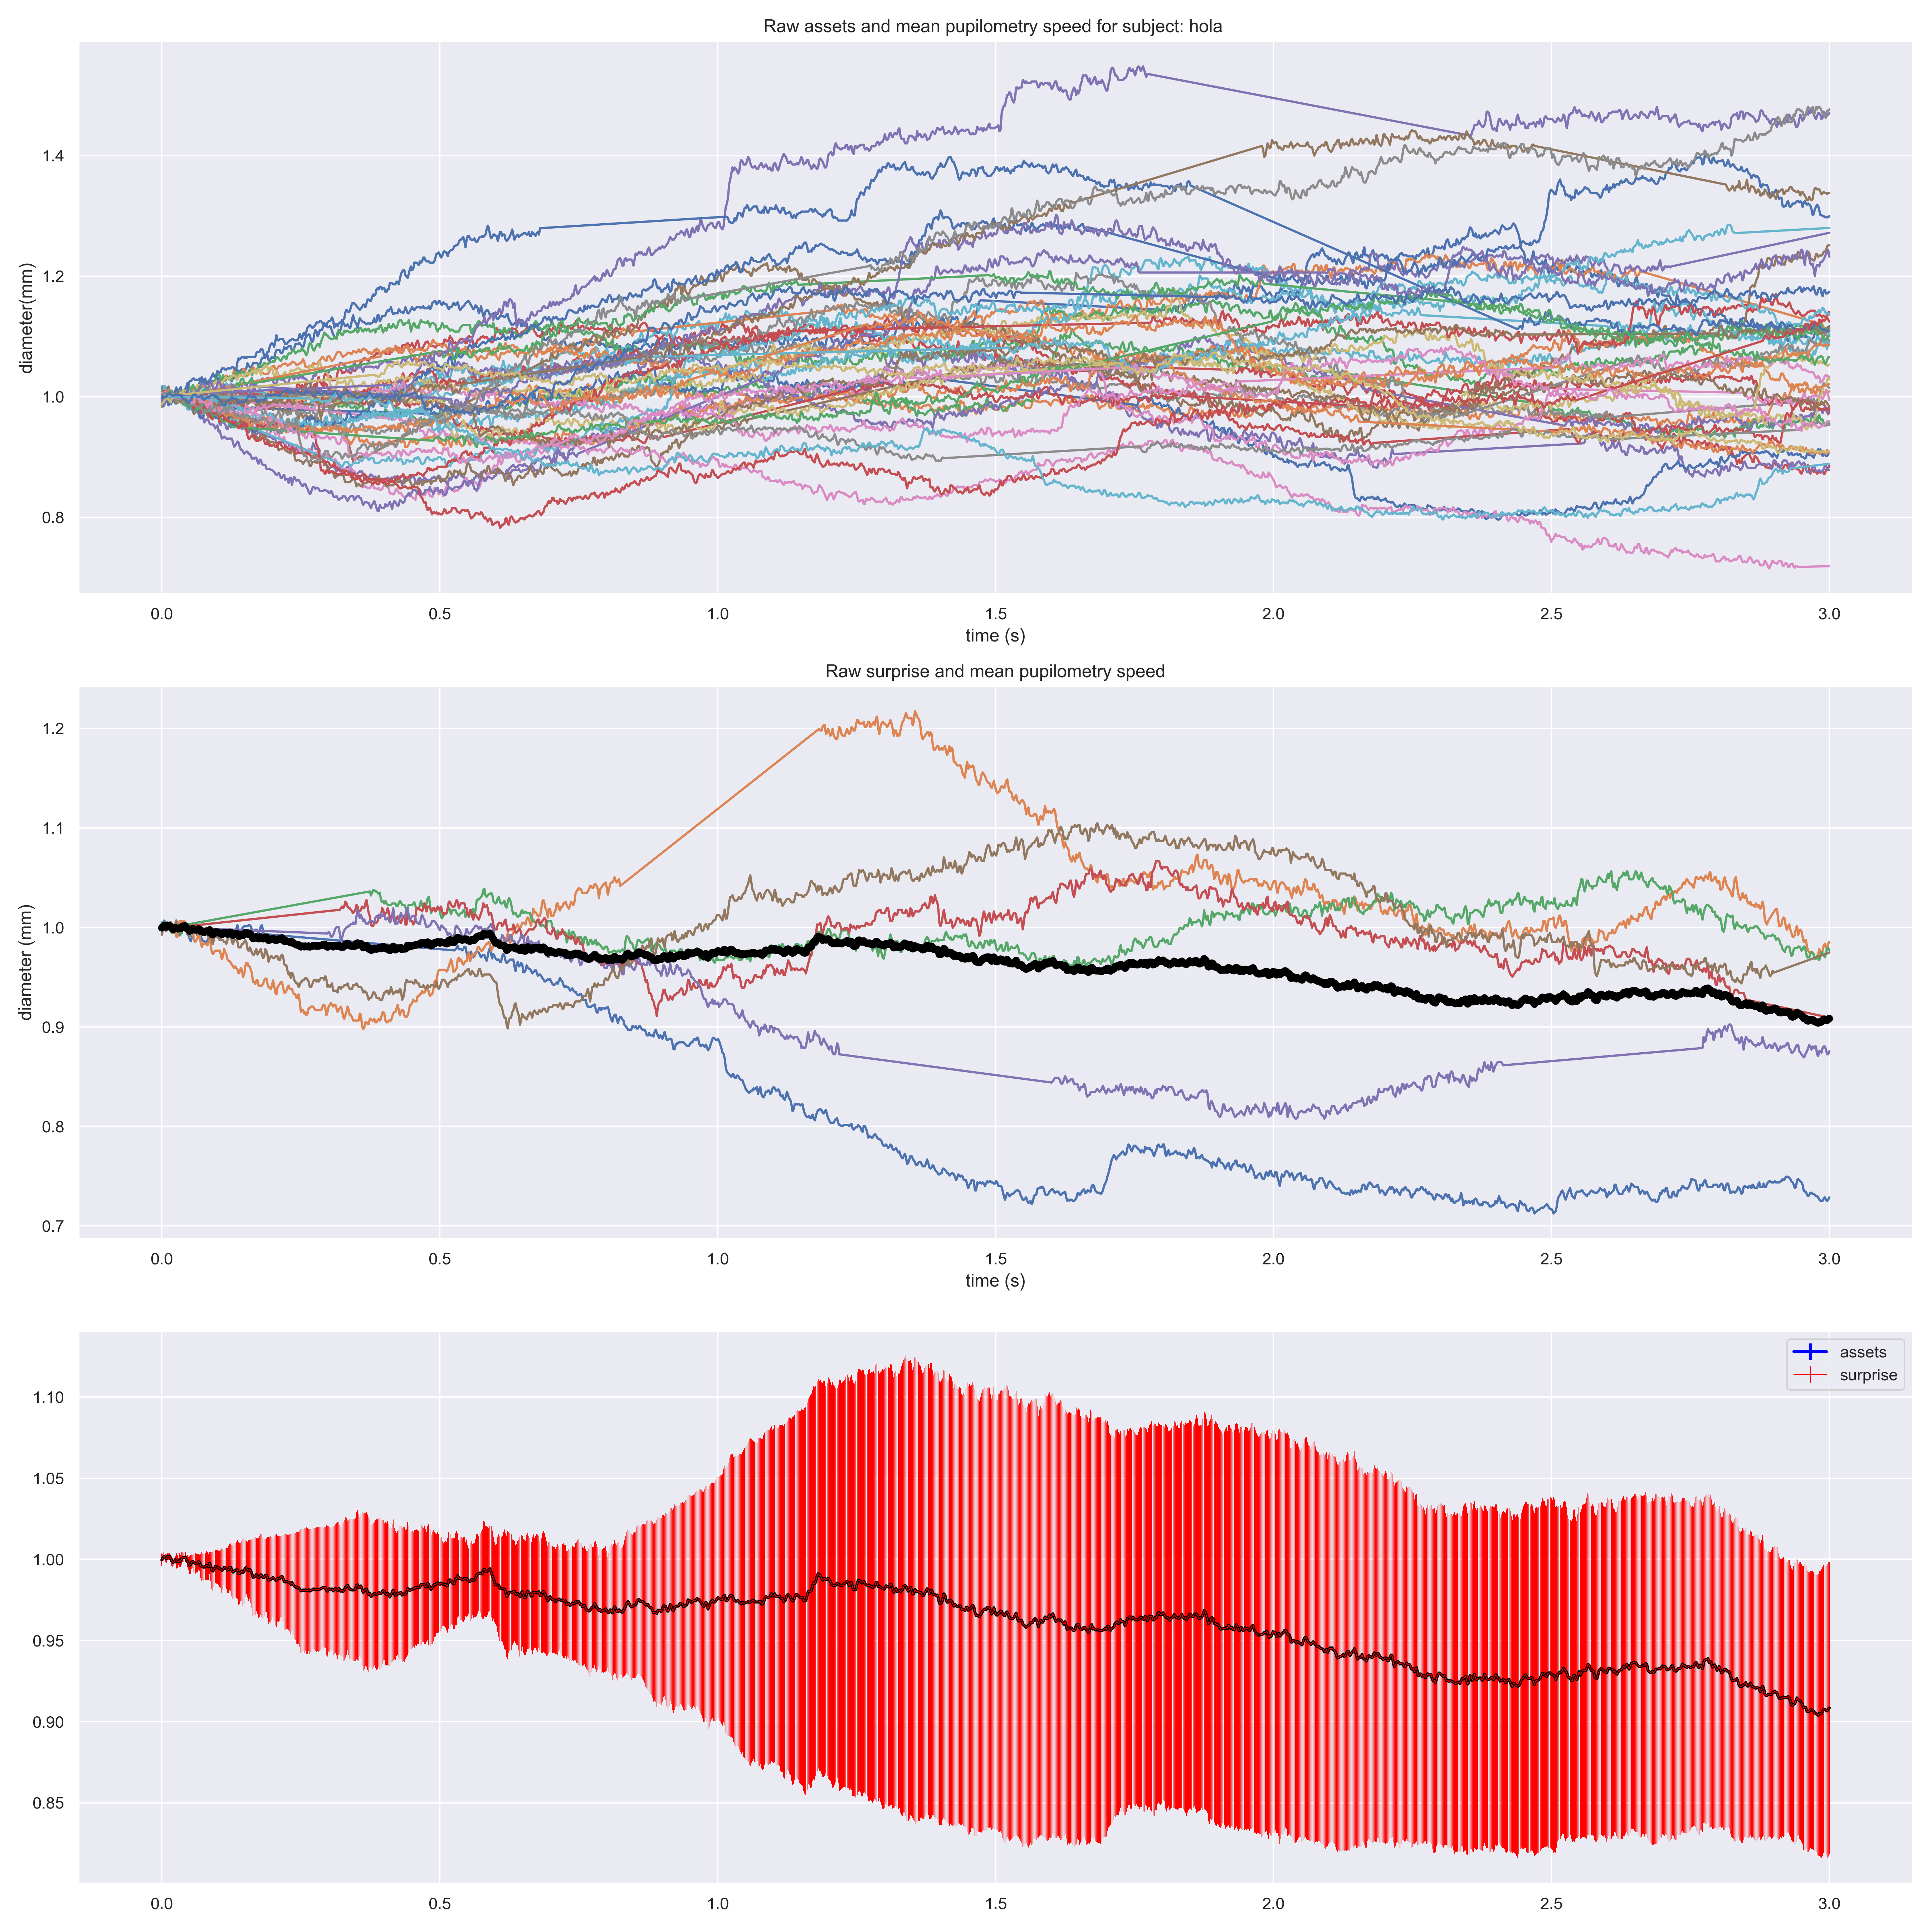 Raw assets and mean pupilometry speed for subject: hola
diameter(mm)
1.4
1.2
1.0
0.8
0.0 0.5 1.0 1.5 2.0 2.5 3.0
time (s)
Raw surprise and mean pupilometry speed
diameter (mm)
1.2
1.1
1.0
0.9
0.8
0.7
0.0 0.5 1.0 1.5 2.0 2.5 3.0
time (s)
assets
surprise
1.10
1.05
1.00
0.95
0.90
0.85
0.0 0.5 1.0 1.5 2.0 2.5 3.0